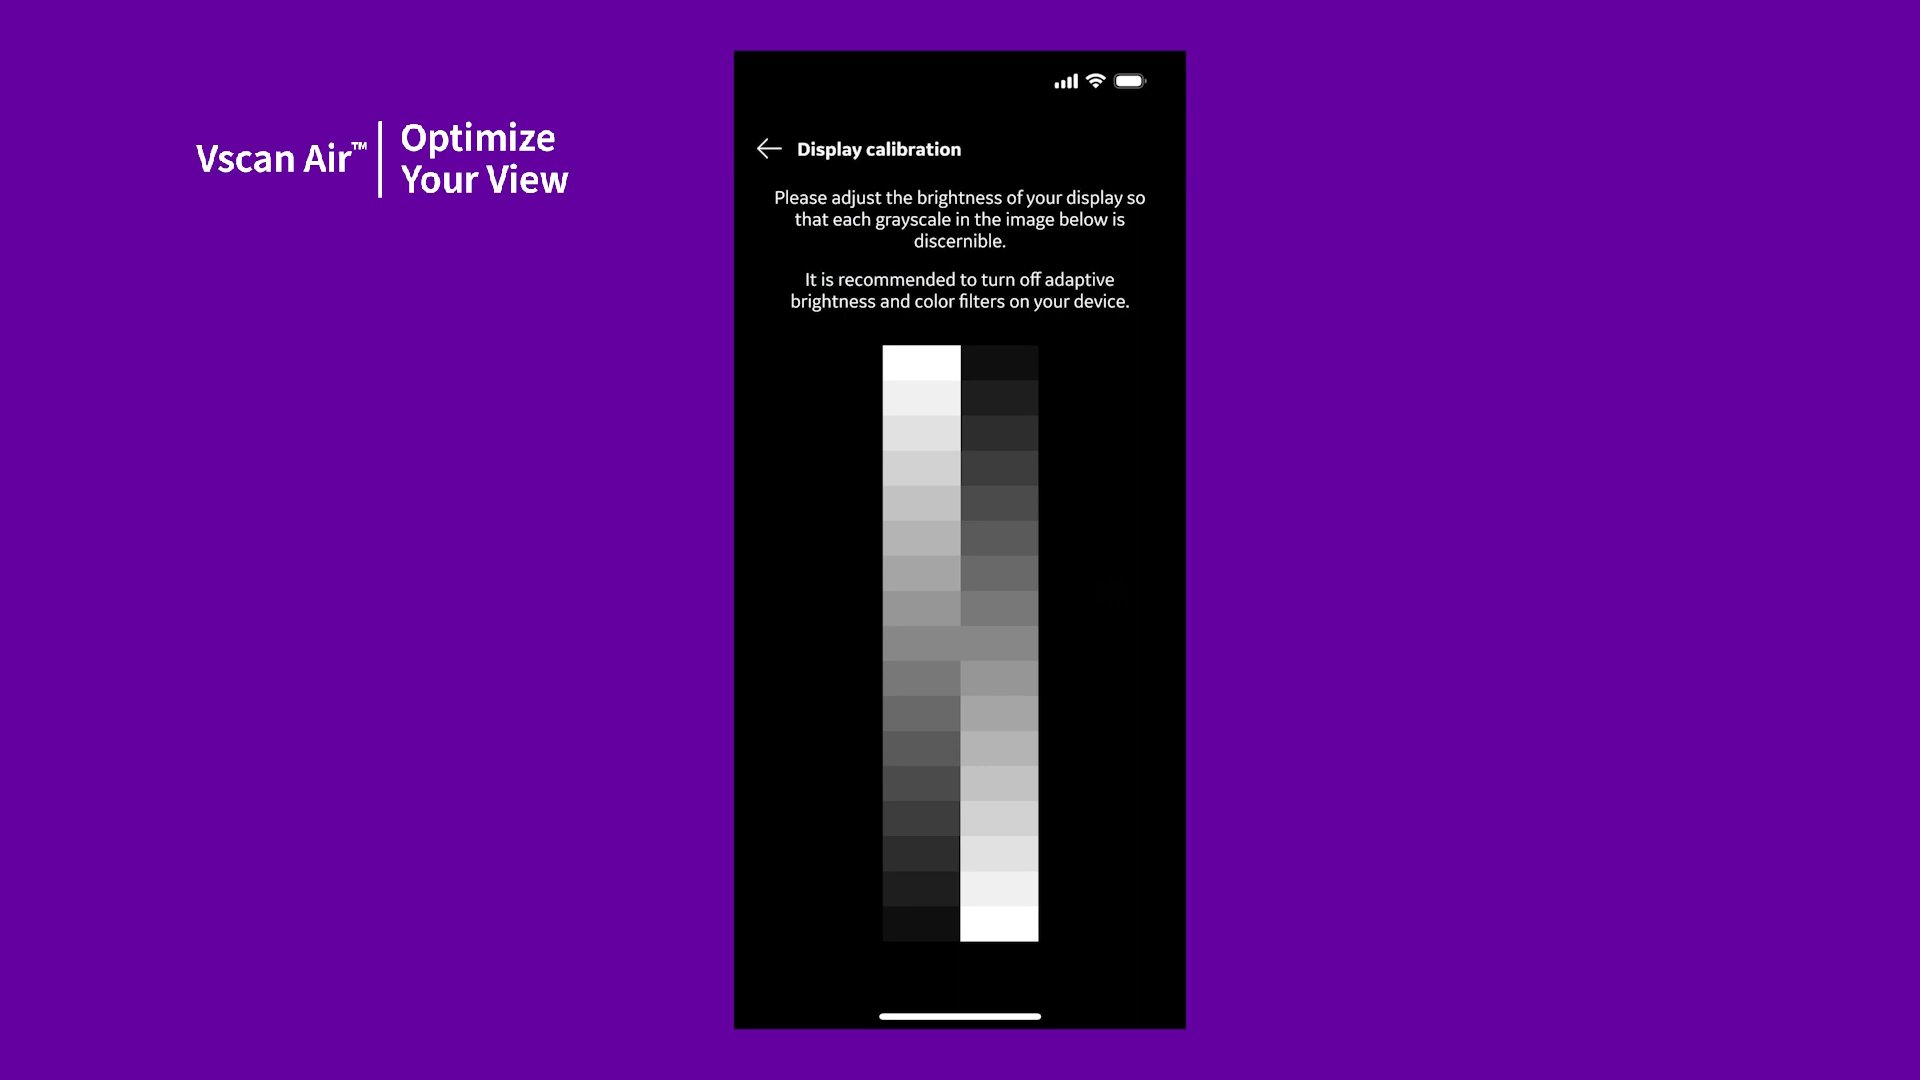 Vscan Air™
Optimize
Your View
Display calibration
Please adjust the brightness of your display so
that each grayscale in the image below is
discernible.
It is recommended to turn off adaptive
brightness and color filters on your device.